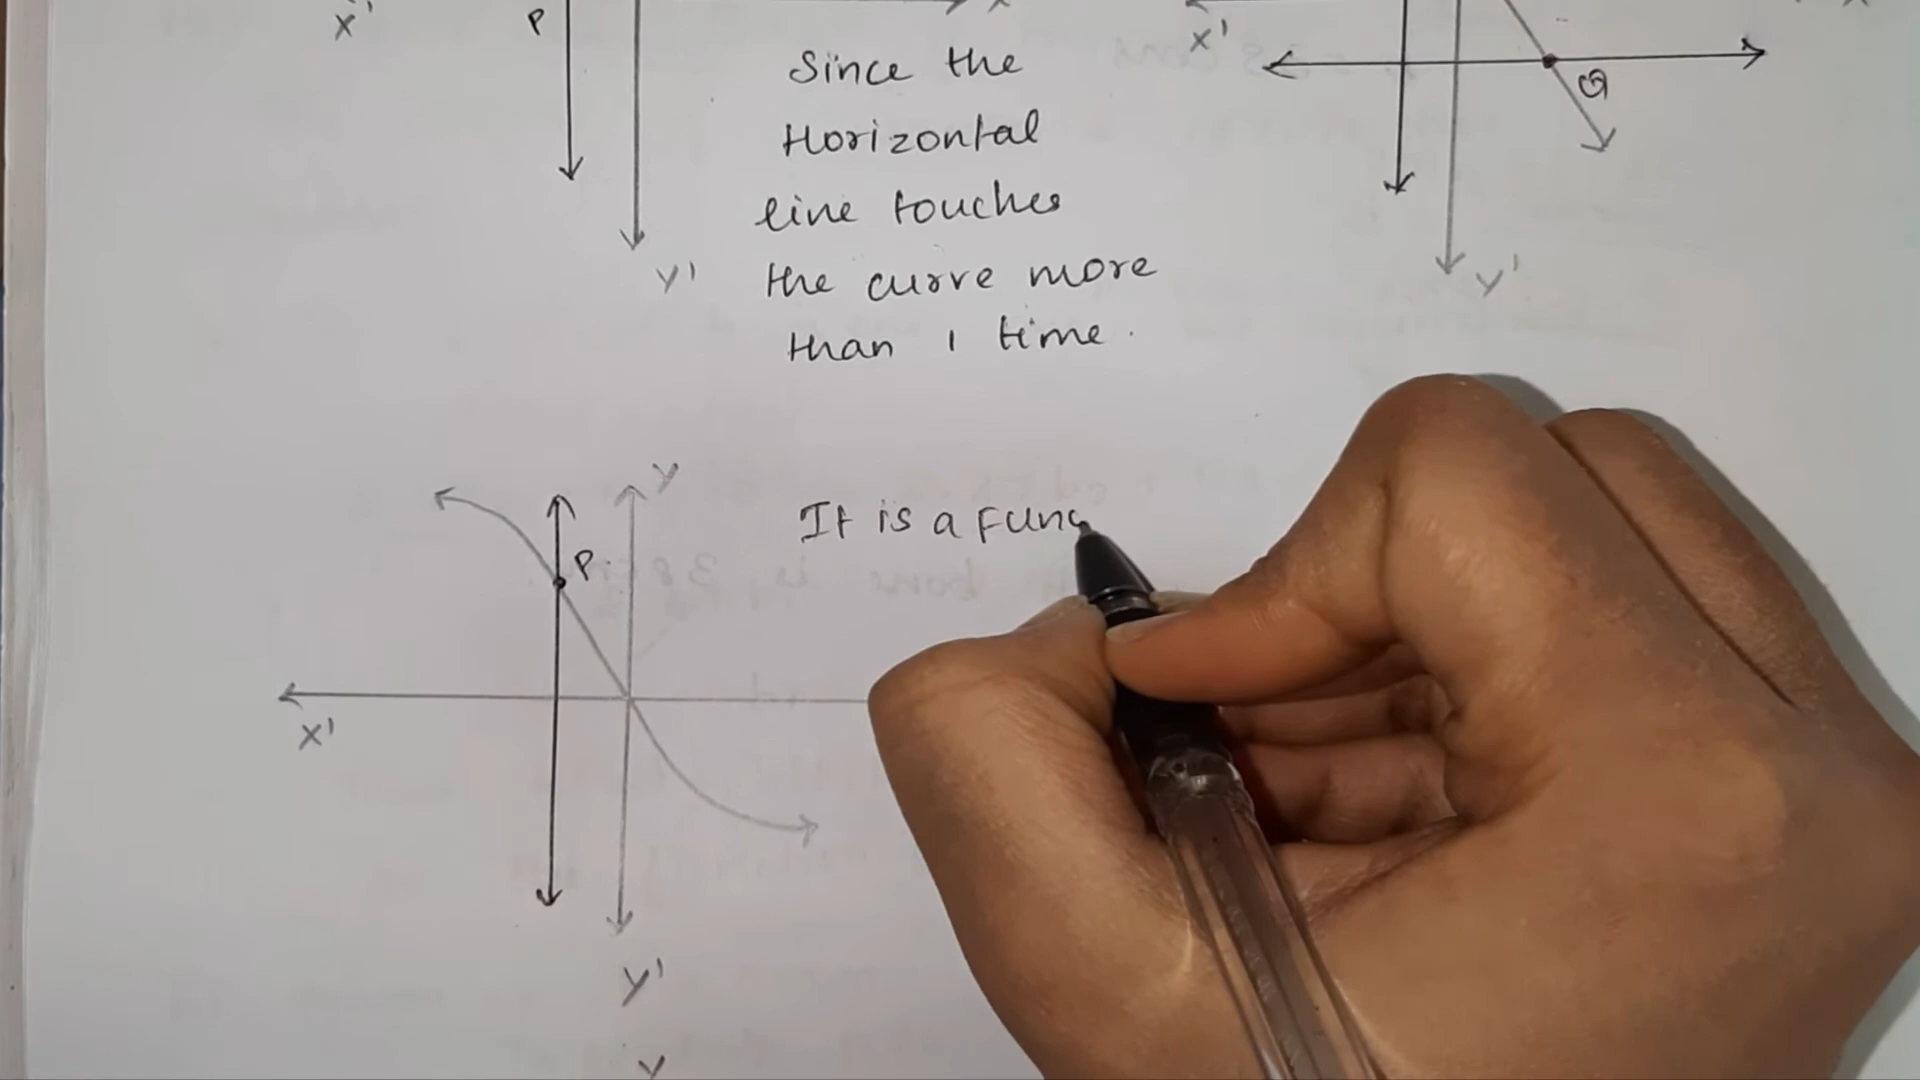 X'
P
X
X'
Q
Since the
Horizontal
line touches
the curve more
than 1 time.
Y'
Y'
Y
It is a func
P.
X'
Y'
Y